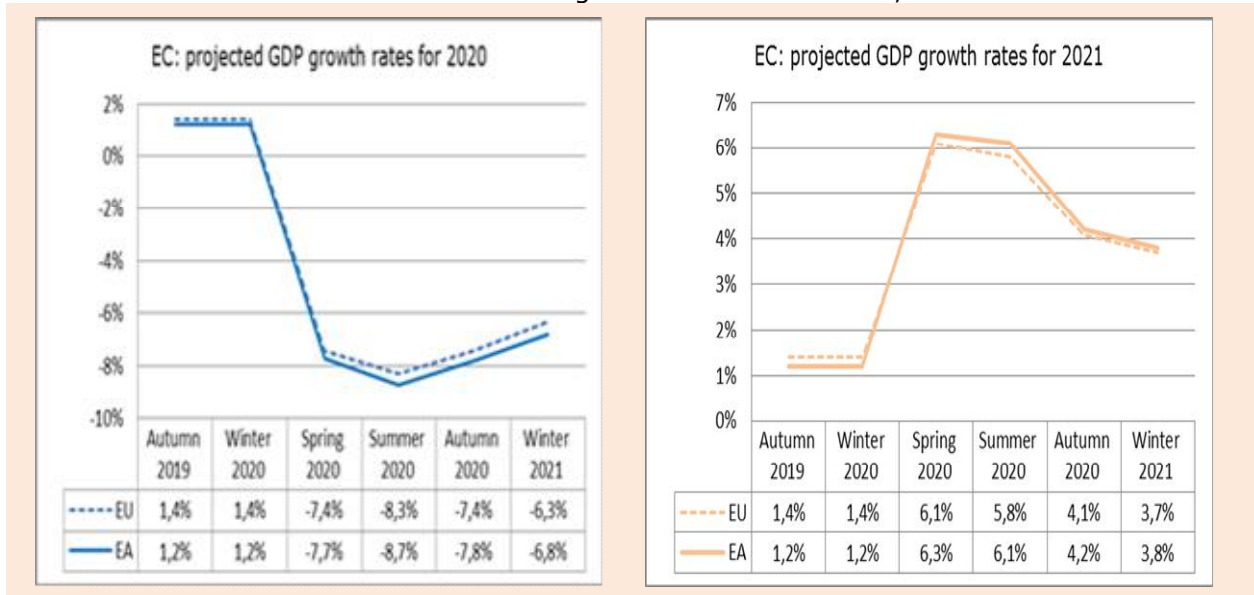 EC: projected GDP growth rates for 2020
2%
0%
-2%
-4%
-6%
-8%
-10%
Autumn 2019 Winter 2020 Spring 2020 Summer 2020 Autumn 2020 Winter 2021
EU 1,4% 1,4% -7,4% -8,3% -7,4% -6,3%
EA 1,2% 1,2% -7,7% -8,7% -7,8% -6,8%
EC: projected GDP growth rates for 2021
7%
6%
5%
4%
3%
2%
1%
0%
Autumn 2019 Winter 2020 Spring 2020 Summer 2020 Autumn 2020 Winter 2021
EU 1,4% 1,4% 6,1% 5,8% 4,1% 3,7%
EA 1,2% 1,2% 6,3% 6,1% 4,2% 3,8%